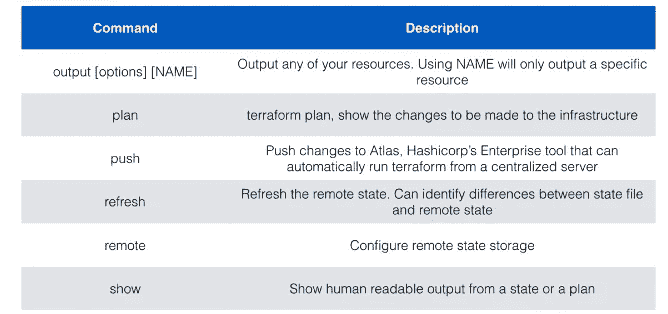 Command Description
output [options] [NAME] Output any of your resources. Using NAME will only output a specific
resource
plan terraform plan, show the changes to be made to the infrastructure
push Push changes to Atlas, Hashicorp's Enterprise tool that can
automatically run terraform from a centralized server
refresh Refresh the remote state. Can identify differences between state file
and remote state
remote Configure remote state storage
show Show human readable output from a state or a plan